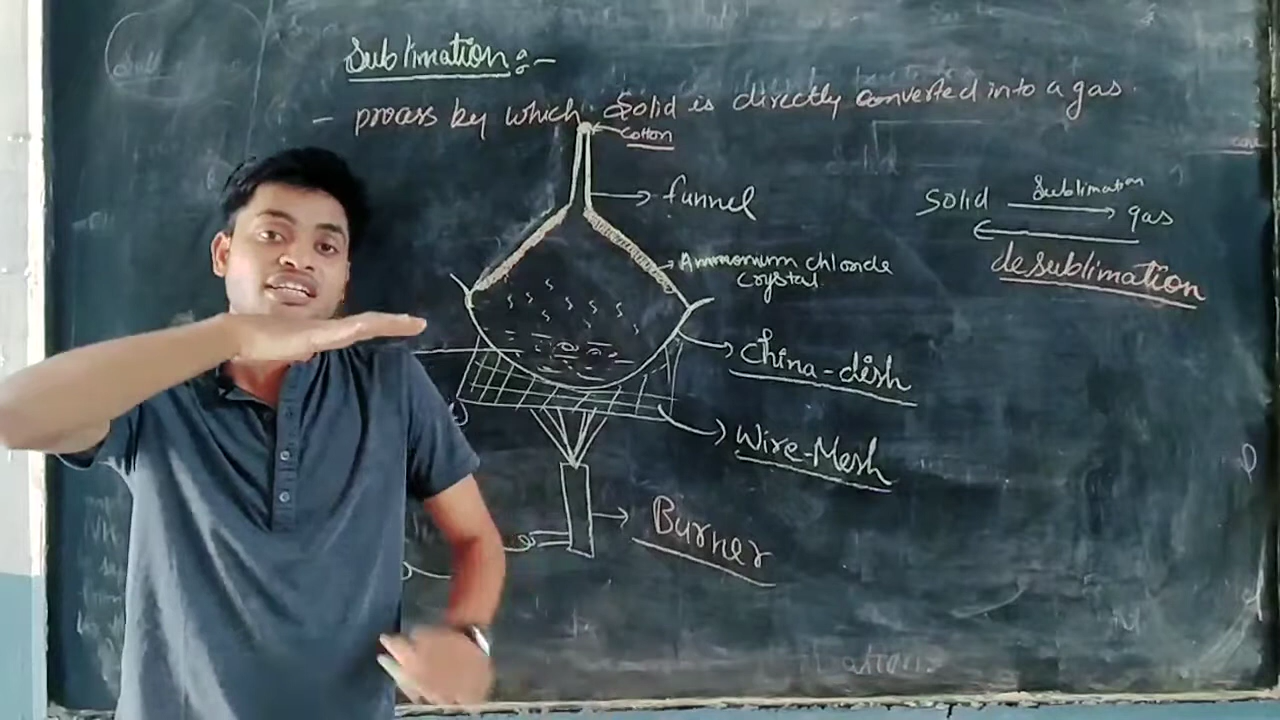 Sublimation :-
- process by which Solid is directly converted into a gas.
Cotton
funnel
Solid Sublimation gas
desublimation
Ammonium chloride
crystal
China-dish
Wire-Mesh
Burner